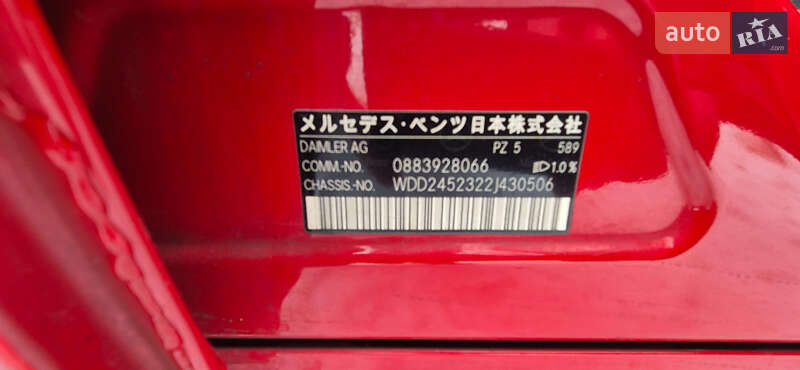 auto RIA .com
メルセデス・ベンツ日本株式会社
DAIMLER AG PZ 5 589
COMM.-NO. 0883928066 1.0%
CHASSIS.-NO. WDD2452322J430506